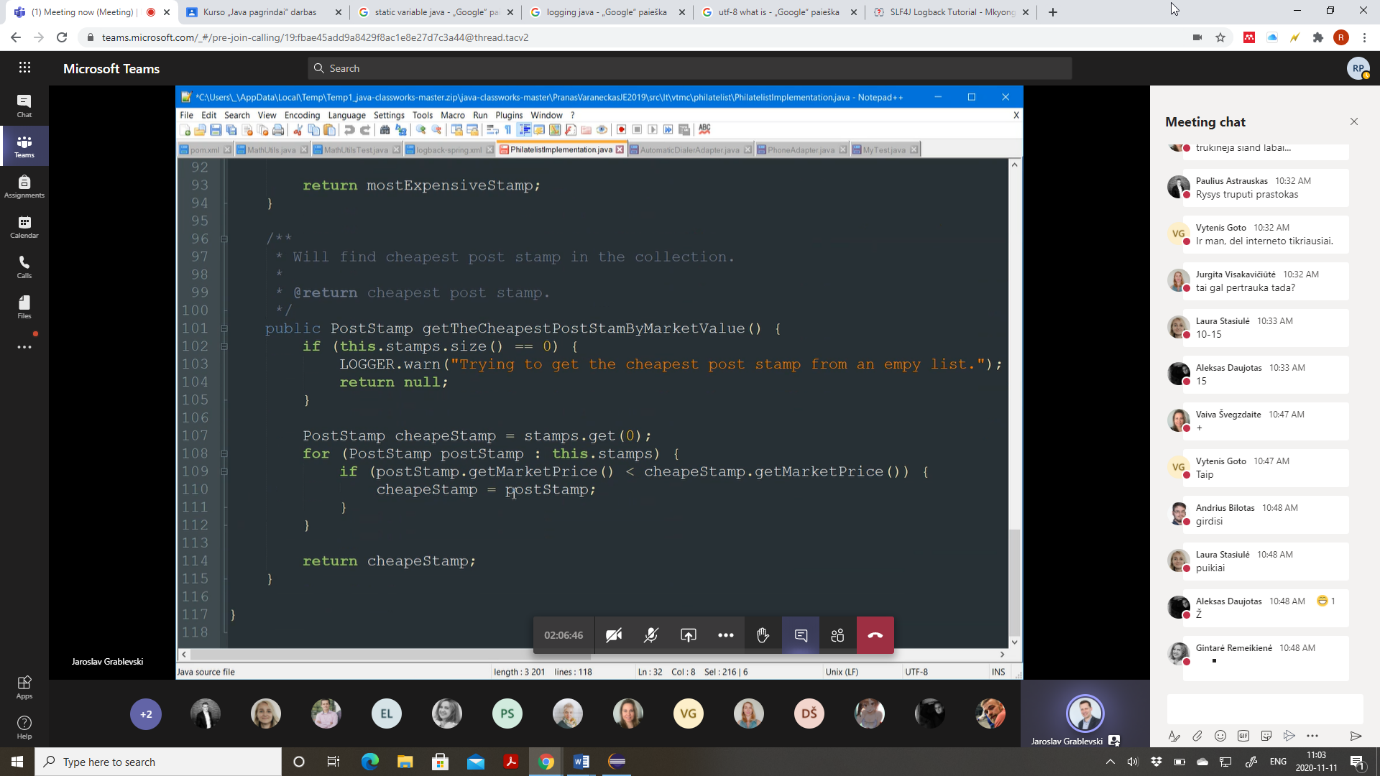 (1) Meeting now (Meeting) |
Kurso „Java pagrindai" darbas
static variable java - „Google" pai
logging java - „Google" paieška
utf-8 what is - „Google" paieška
SLF4J Logback Tutorial - Mkyong
teams.microsoft.com/_#/pre-join-calling/19:fbae45add9a8429f8ac1e8e27d7c3a44@thread.tacv2
R
Microsoft Teams
Search
RP
Chat
Teams
Assignments
Calendar
Calls
Files
Apps
Help
*C:\Users\_\AppData\Local\Temp\Temp1_java-classworks-master.zip\java-classworks-master\PranasVaraneckasJE2019\src\lt\vtmc\philatelist\PhilatelistImplementation.java - Notepad++
File Edit Search View Encoding Language Settings Tools Macro Run Plugins Window ?
X
pom.xml
MathUtils.java
MathUtilsTest.java
logback-spring.xml
PhilatelistImplementation.java
AutomaticDialerAdapter.java
PhoneAdapter.java
MyTest.java
92
93 return mostExpensiveStamp;
94 }
95
96 /**
97 * Will find cheapest post stamp in the collection.
98 *
99 * @return cheapest post stamp.
100 */
101 public PostStamp getTheCheapestPostStamByMarketValue() {
102 if (this.stamps.size() == 0) {
103 LOGGER.warn("Trying to get the cheapest post stamp from an empy list.");
104 return null;
105 }
106
107 PostStamp cheapeStamp = stamps.get(0);
108 for (PostStamp postStamp : this.stamps) {
109 if (postStamp.getMarketPrice() < cheapeStamp.getMarketPrice()) {
110 cheapeStamp = postStamp;
111 }
112 }
113
114 return cheapeStamp;
115 }
116
117 }
118
02:06:46
Jaroslav Grablevski
Java source file
length : 3 201 lines : 118
Ln : 32 Col : 8 Sel : 216 | 6
Unix (LF)
UTF-8
INS
+2
EL
PS
VG
DŠ
Jaroslav Grablevski
Meeting chat
trukineja siand labai...
Paulius Astrauskas 10:32 AM
Rysys truputi prastokas
VG
Vytenis Goto 10:32 AM
Ir man. del interneto tikriausiai.
Jurgita Visakavičiūtė 10:32 AM
tai gal pertrauka tada?
Laura Stasiulė 10:33 AM
10-15
Aleksas Daujotas 10:33 AM
15
Vaiva Švegzdaite 10:47 AM
+
VG
Vytenis Goto 10:47 AM
Taip
Andrius Bilotas 10:48 AM
girdisi
Laura Stasiulė 10:48 AM
puikiai
Aleksas Daujotas 10:48 AM 1
Ž
Gintarė Remeikienė 10:48 AM
Type here to search
ENG
11:03
2020-11-11